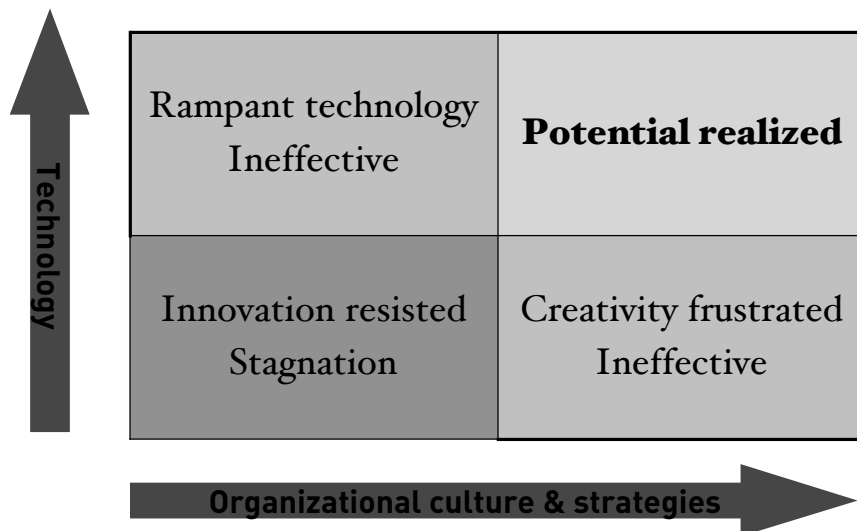 Rampant technology
Ineffective
Potential realized
Technology
Innovation resisted
Stagnation
Creativity frustrated
Ineffective
Organizational culture & strategies